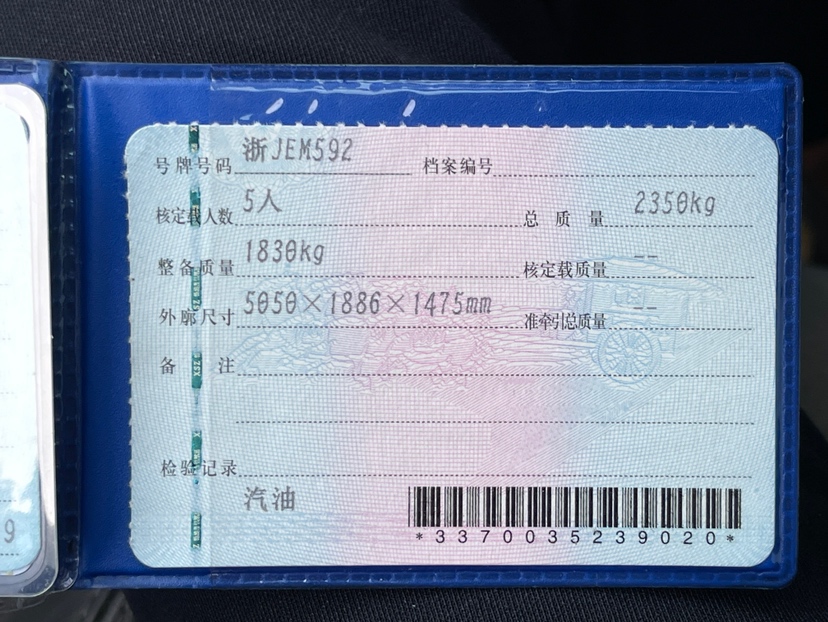 号牌号码 浙JEM592 档案编号
核定载人数 5人 总质量 2350kg
整备质量 1830kg 核定载质量 --
外廓尺寸 5050×1886×1475mm 准牵引总质量 --
备注
检验记录
汽油
*3370035239020*
9